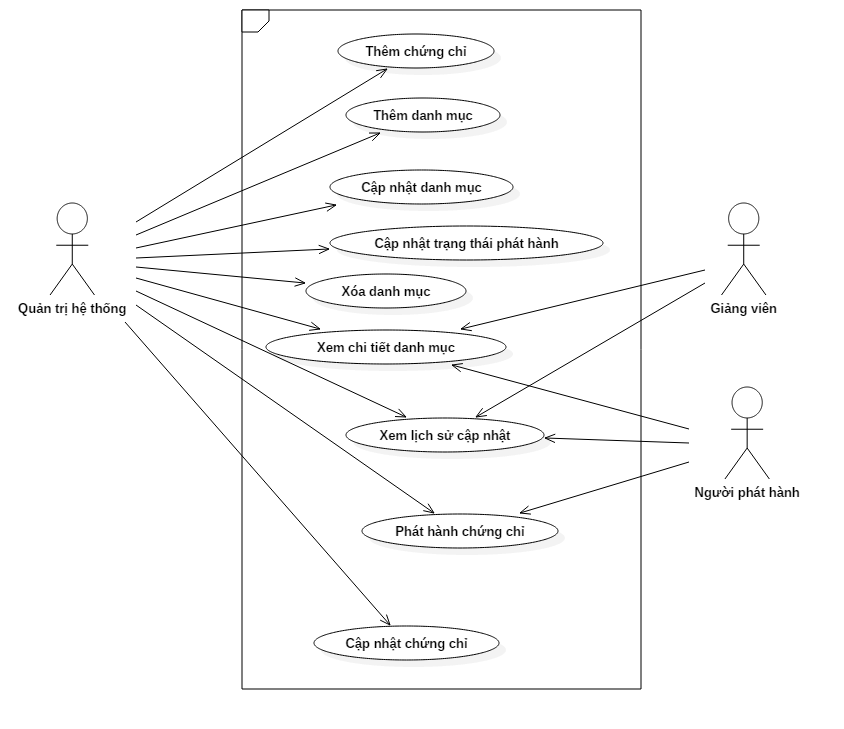 Thêm chứng chỉ
Thêm danh mục
Cập nhật danh mục
Cập nhật trạng thái phát hành
Xóa danh mục
Quản trị hệ thống
Giảng viên
Xem chi tiết danh mục
Xem lịch sử cập nhật
Người phát hành
Phát hành chứng chỉ
Cập nhật chứng chỉ